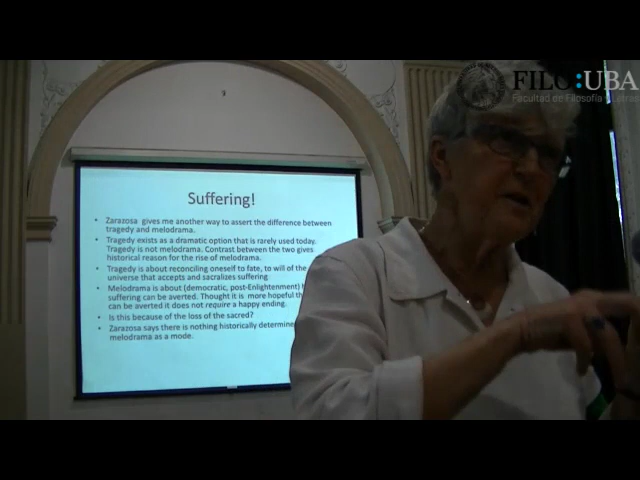 FILO:UBA
Facultad de Filosofía y Letras
Suffering!
• Zarazosa gives me another way to assert the difference between
tragedy and melodrama.
• Tragedy exists as a dramatic option that is rarely used today.
Tragedy is not melodrama. Contrast between the two gives
historical reason for the rise of melodrama.
• Tragedy is about reconciling oneself to fate, to will of the
universe that accepts and sacralizes suffering
• Melodrama is about (democratic, post-Enlightenment)
suffering can be averted. Thought it is more hopeful
can be averted it does not require a happy ending.
• Is this because of the loss of the sacred?
• Zarazosa says there is nothing historically
melodrama as a mode.